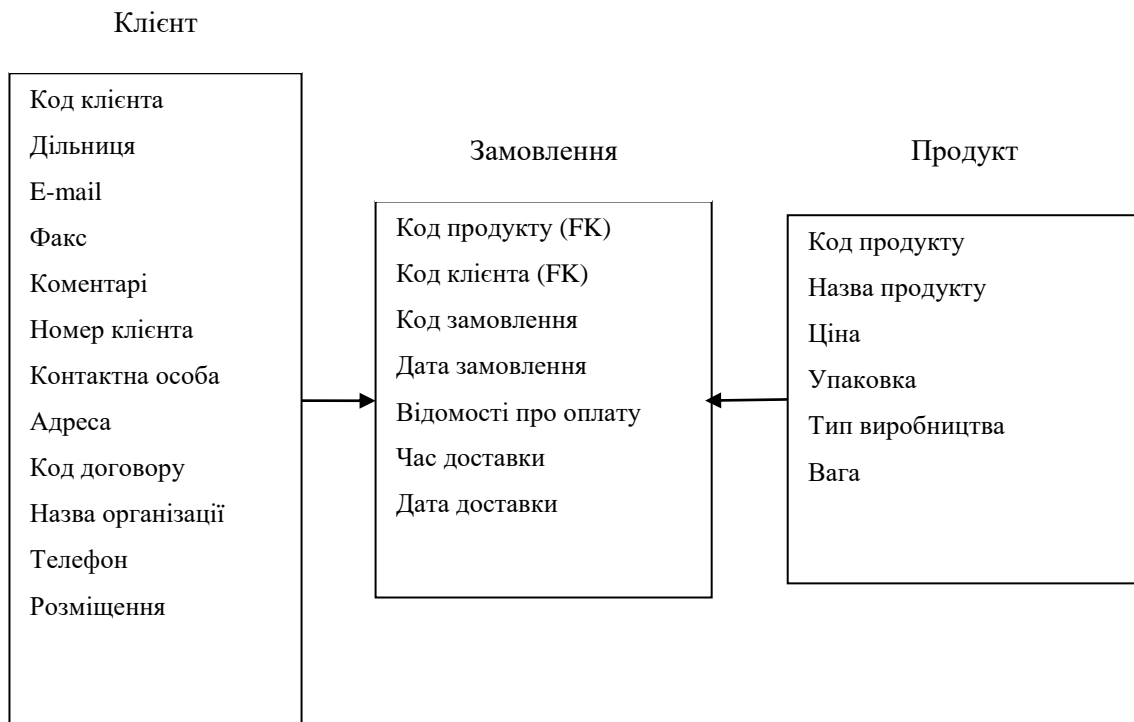 Клієнт
Код клієнта
Дільниця
E-mail
Факс
Коментарі
Номер клієнта
Контактна особа
Адреса
Код договору
Назва організації
Телефон
Розміщення
Замовлення
Код продукту (FK)
Код клієнта (FK)
Код замовлення
Дата замовлення
Відомості про оплату
Час доставки
Дата доставки
Продукт
Код продукту
Назва продукту
Ціна
Упаковка
Тип виробництва
Вага